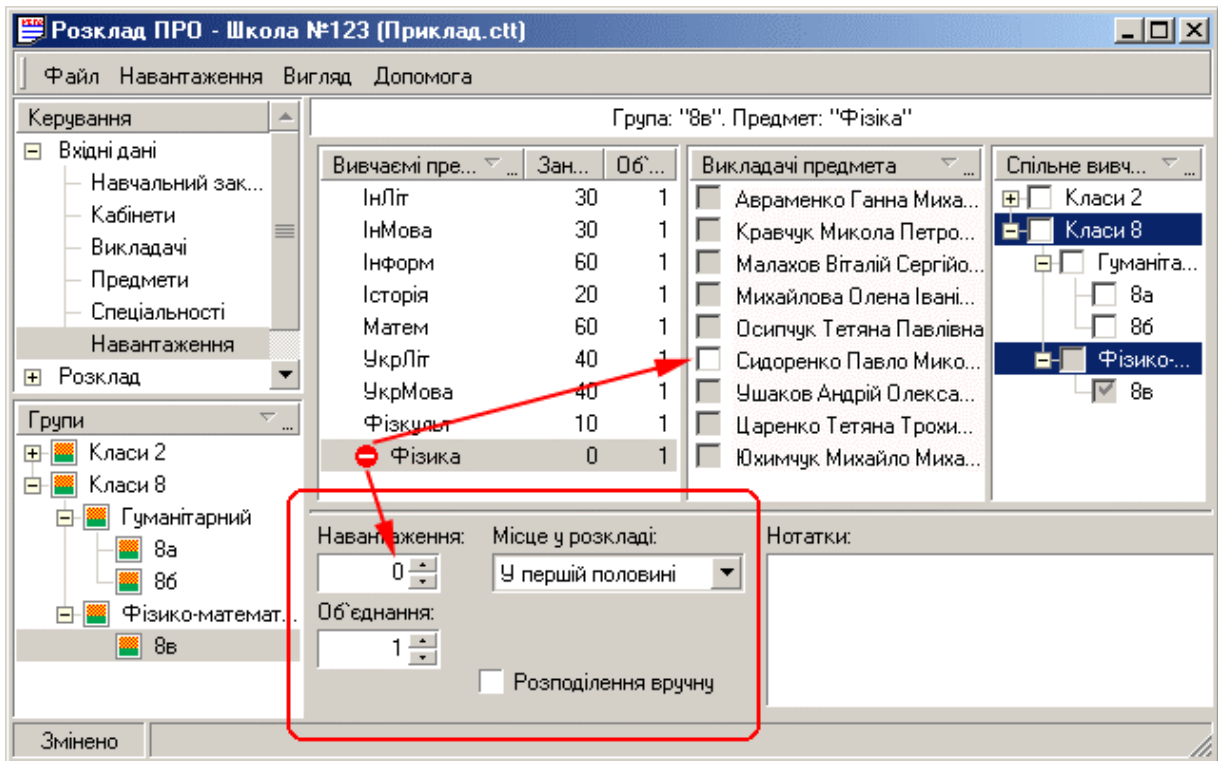 Розклад ПРО - Школа №123 (Приклад.ctt)
Файл Навантаження Вигляд Допомога
Керування
Вхідні дані
Навчальний зак...
Кабінети
Викладачі
Предмети
Спеціальності
Навантаження
Розклад
Групи
Класи 2
Класи 8
Гуманітарний
8а
8б
Фізико-математ...
8в
Група: "8в". Предмет: "Фізіка"
Вивчаємі пре... Зан... Об`...
ІнЛіт 30 1
ІнМова 30 1
Інформ 60 1
Історія 20 1
Матем 60 1
УкрЛіт 40 1
УкрМова 40 1
Фізкульт 10 1
Фізика 0 1
Викладачі предмета ...
Авраменко Ганна Миха...
Кравчук Микола Петро...
Малахов Віталій Сергійо...
Михайлова Олена Івані...
Осипчук Тетяна Павлівна
Сидоренко Павло Мико...
Ушаков Андрій Олекса...
Царенко Тетяна Трохи...
Юхимчук Михайло Миха...
Спільне вивч... ...
Класи 2
Класи 8
Гуманіта...
8а
8б
Фізико-...
8в
Навантаження: Місце у розкладі:
0 У першій половині
Об`єднання:
1
Розподілення вручну
Нотатки:
Змінено